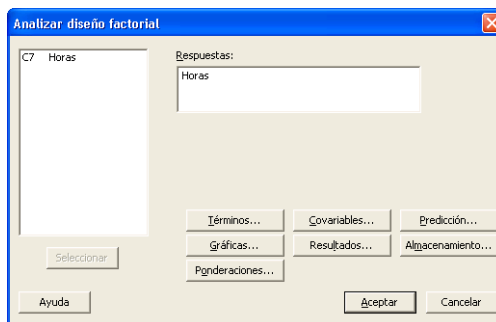 Analizar diseño factorial
C7 Horas
Respuestas:
Horas
Términos...
Covariables...
Predicción...
Gráficas...
Resultados...
Almacenamiento...
Seleccionar
Ponderaciones...
Ayuda
Aceptar
Cancelar